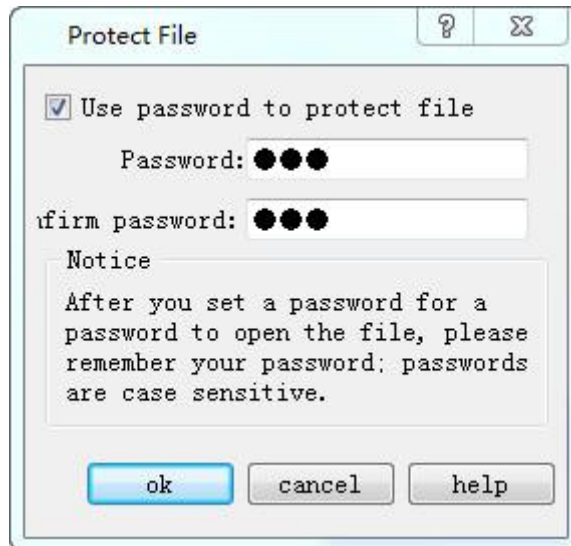 Protect File
Use password to protect file
Password:
firm password:
Notice
After you set a password for a
password to open the file, please
remember your password; passwords
are case sensitive.
ok cancel help